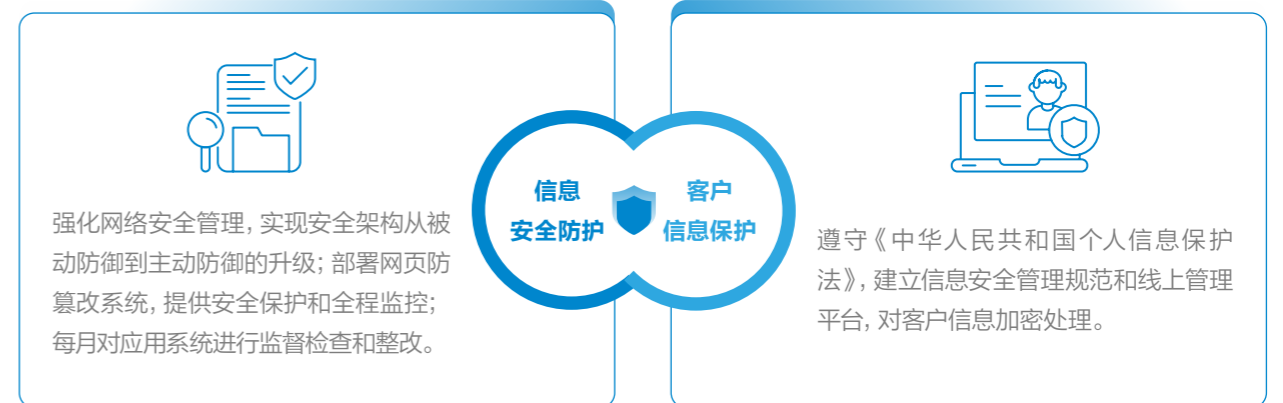 强化网络安全管理，实现安全架构从被
动防御到主动防御的升级；部署网页防
篡改系统，提供安全保护和全程监控；
每月对应用系统进行监督检查和整改。
信息
安全防护
客户
信息保护
遵守《中华人民共和国个人信息保护
法》，建立信息安全管理规范和线上管理
平台，对客户信息加密处理。